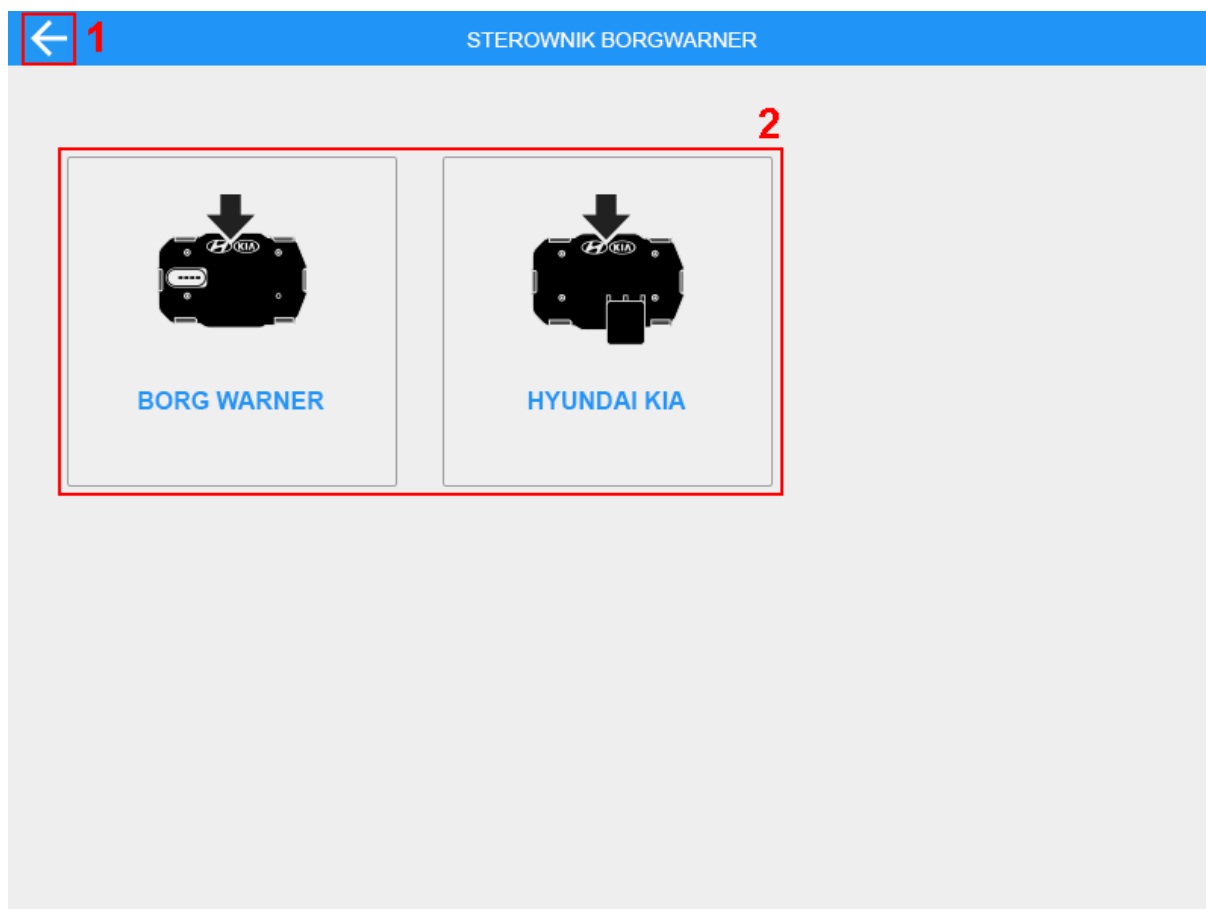 1
STEROWNIK BORGWARNER
2
KIA
KIA
BORG WARNER
HYUNDAI KIA